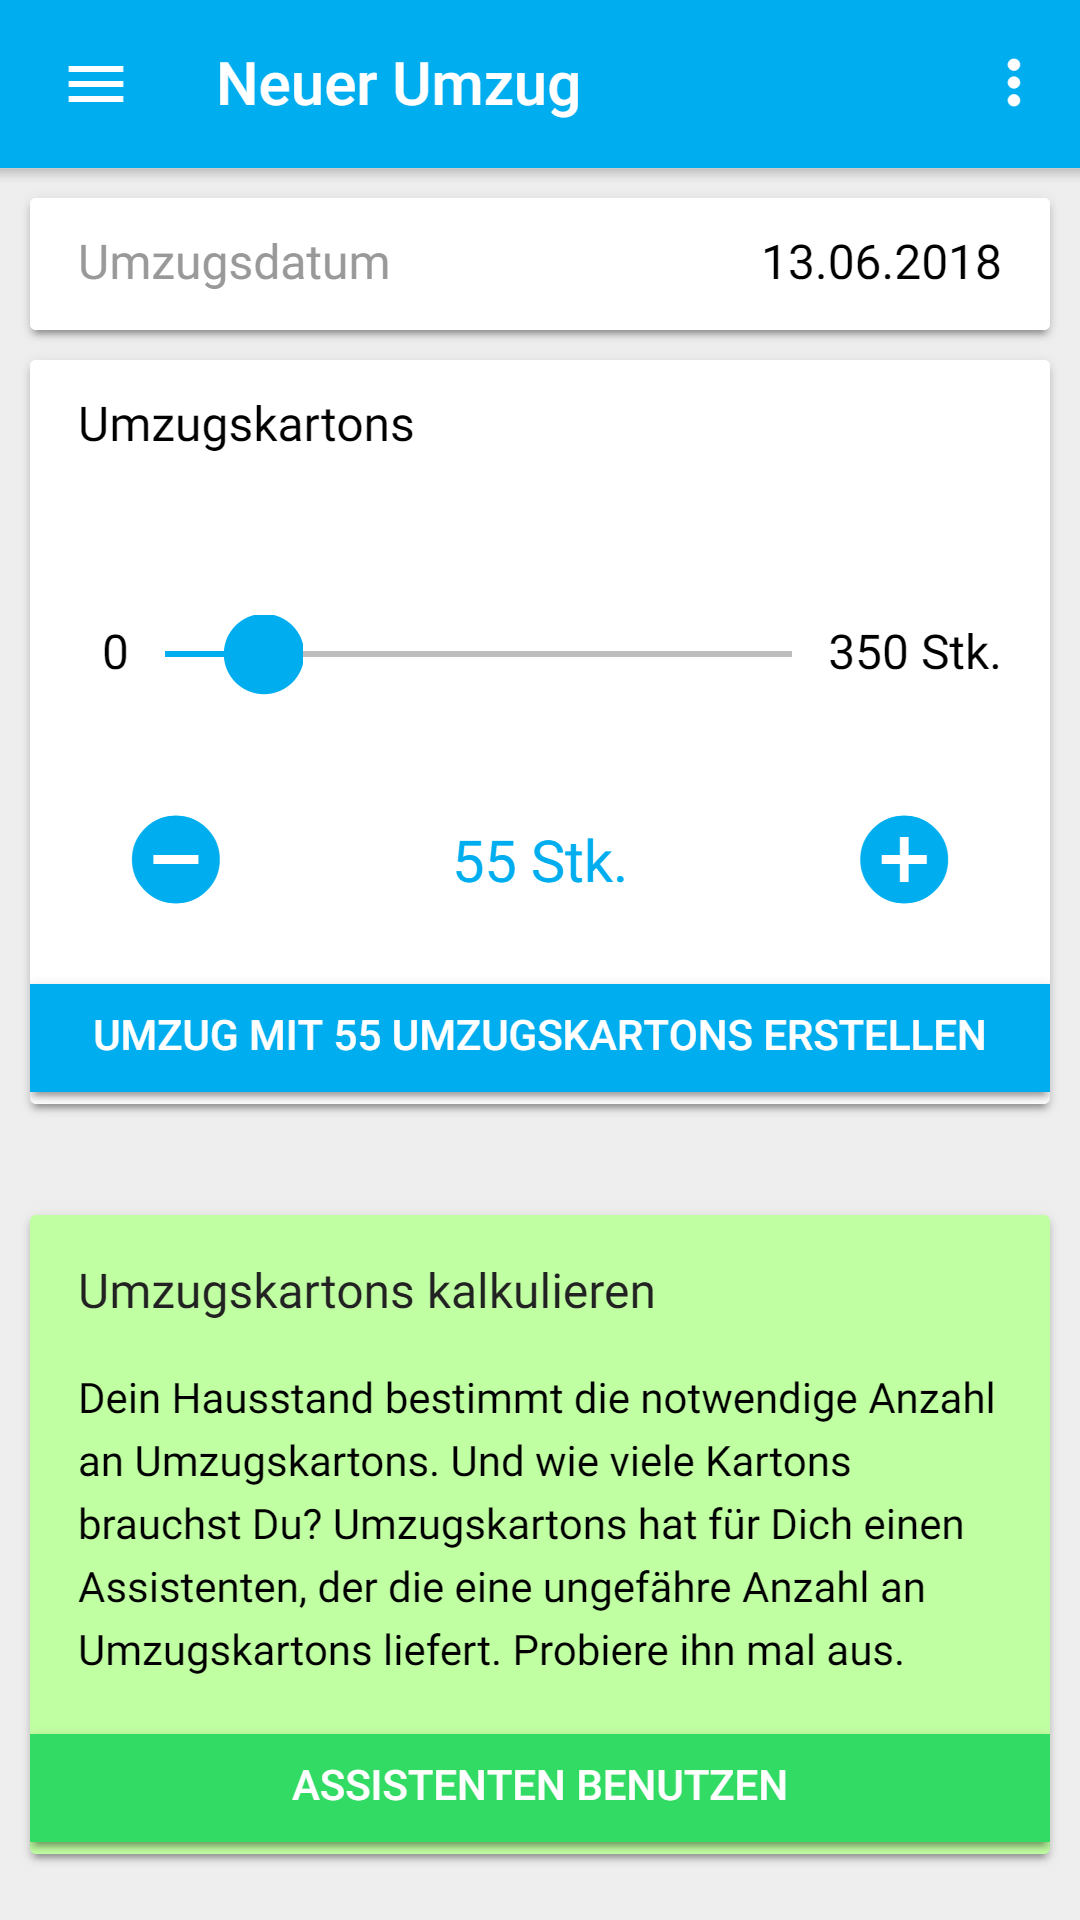 Neuer Umzug
Umzugsdatum 13.06.2018
Umzugskartons
0 350 Stk.
55 Stk.
UMZUG MIT 55 UMZUGSKARTONS ERSTELLEN
Umzugskartons kalkulieren
Dein Hausstand bestimmt die notwendige Anzahl
an Umzugskartons. Und wie viele Kartons
brauchst Du? Umzugskartons hat für Dich einen
Assistenten, der die eine ungefähre Anzahl an
Umzugskartons liefert. Probiere ihn mal aus.
ASSISTENTEN BENUTZEN